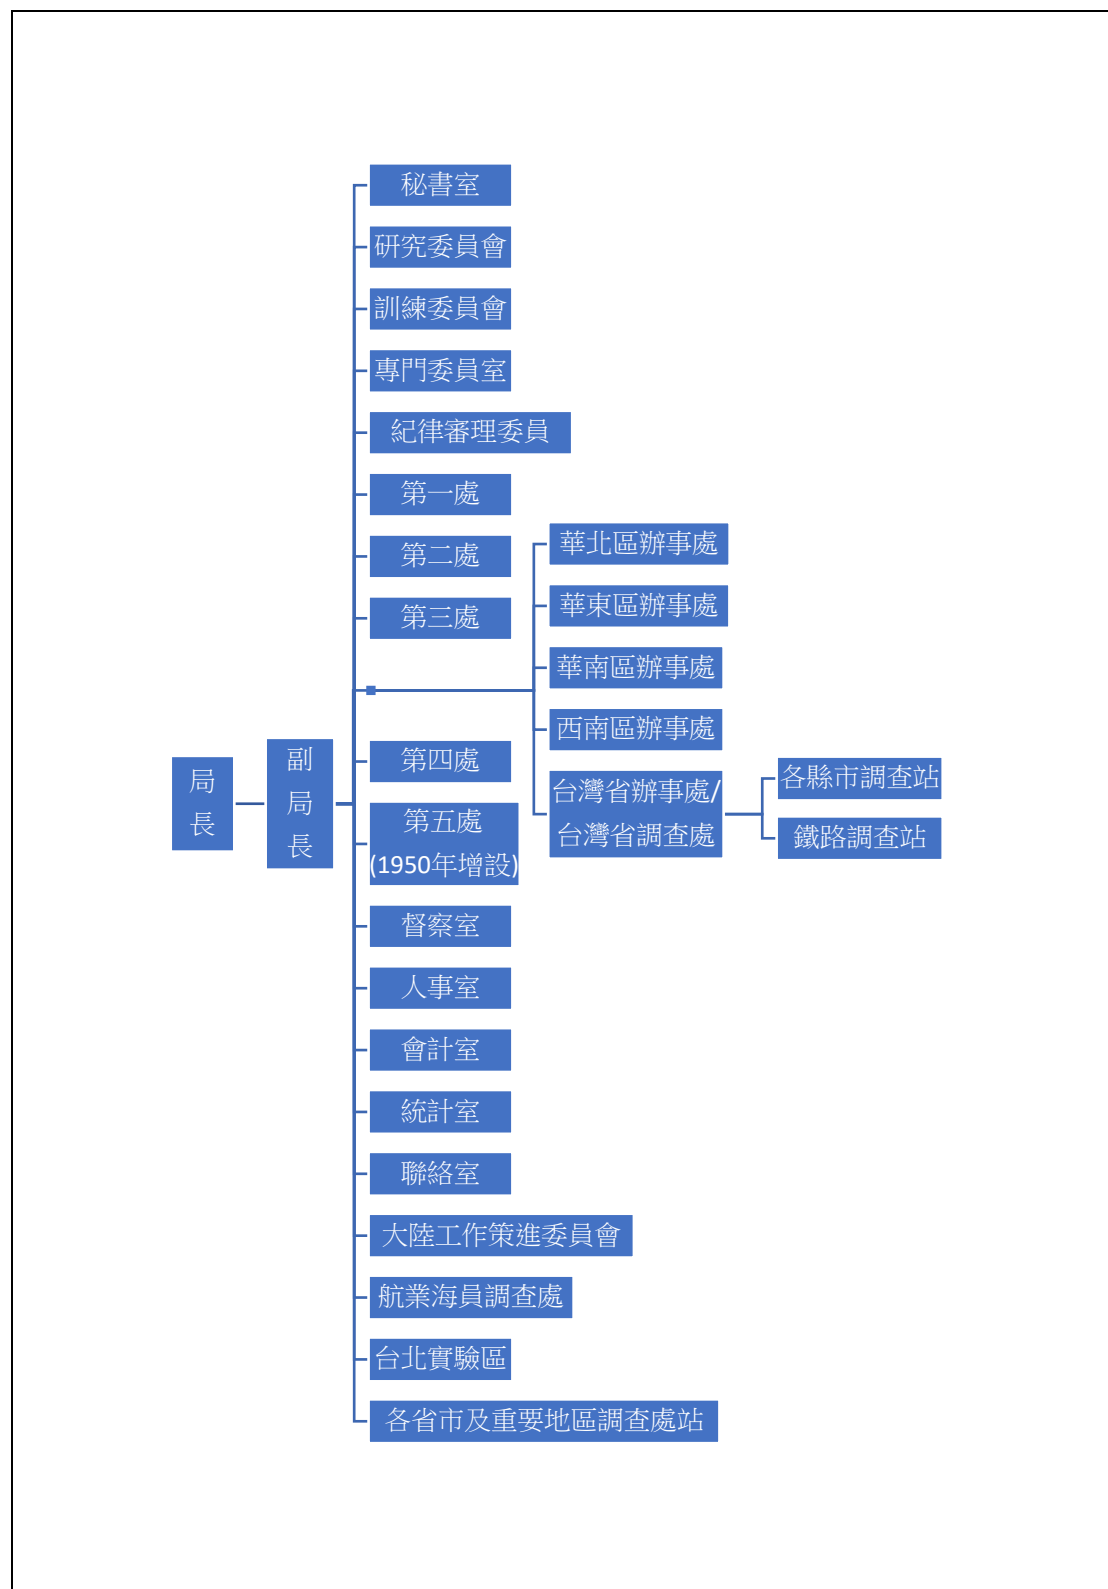 局
長
副
局
長
秘書室
研究委員會
訓練委員會
專門委員室
紀律審理委員
第一處
第二處
第三處
華北區辦事處
華東區辦事處
華南區辦事處
西南區辦事處
台灣省辦事處/
台灣省調查處
各縣市調查站
鐵路調查站
第四處
第五處
(1950年增設)
督察室
人事室
會計室
統計室
聯絡室
大陸工作策進委員會
航業海員調查處
台北實驗區
各省市及重要地區調查處站